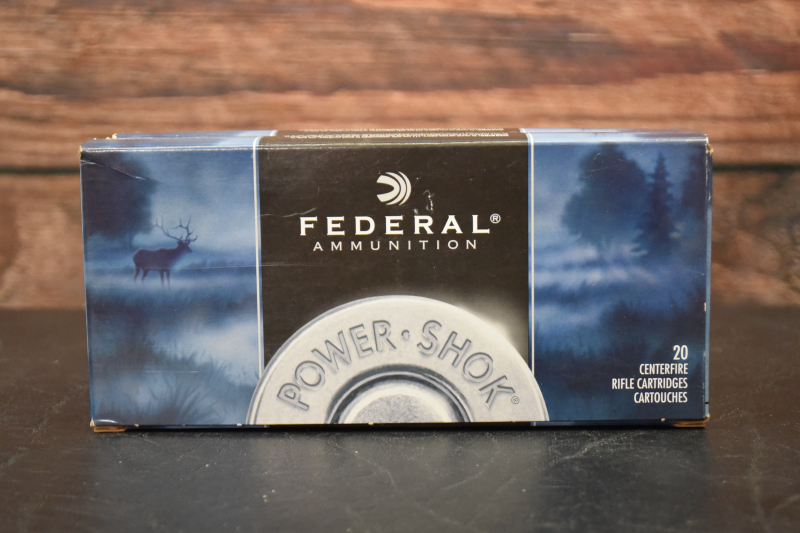 FEDERAL®
AMMUNITION
POWER·SHOK®
20
CENTERFIRE
RIFLE CARTRIDGES
CARTOUCHES